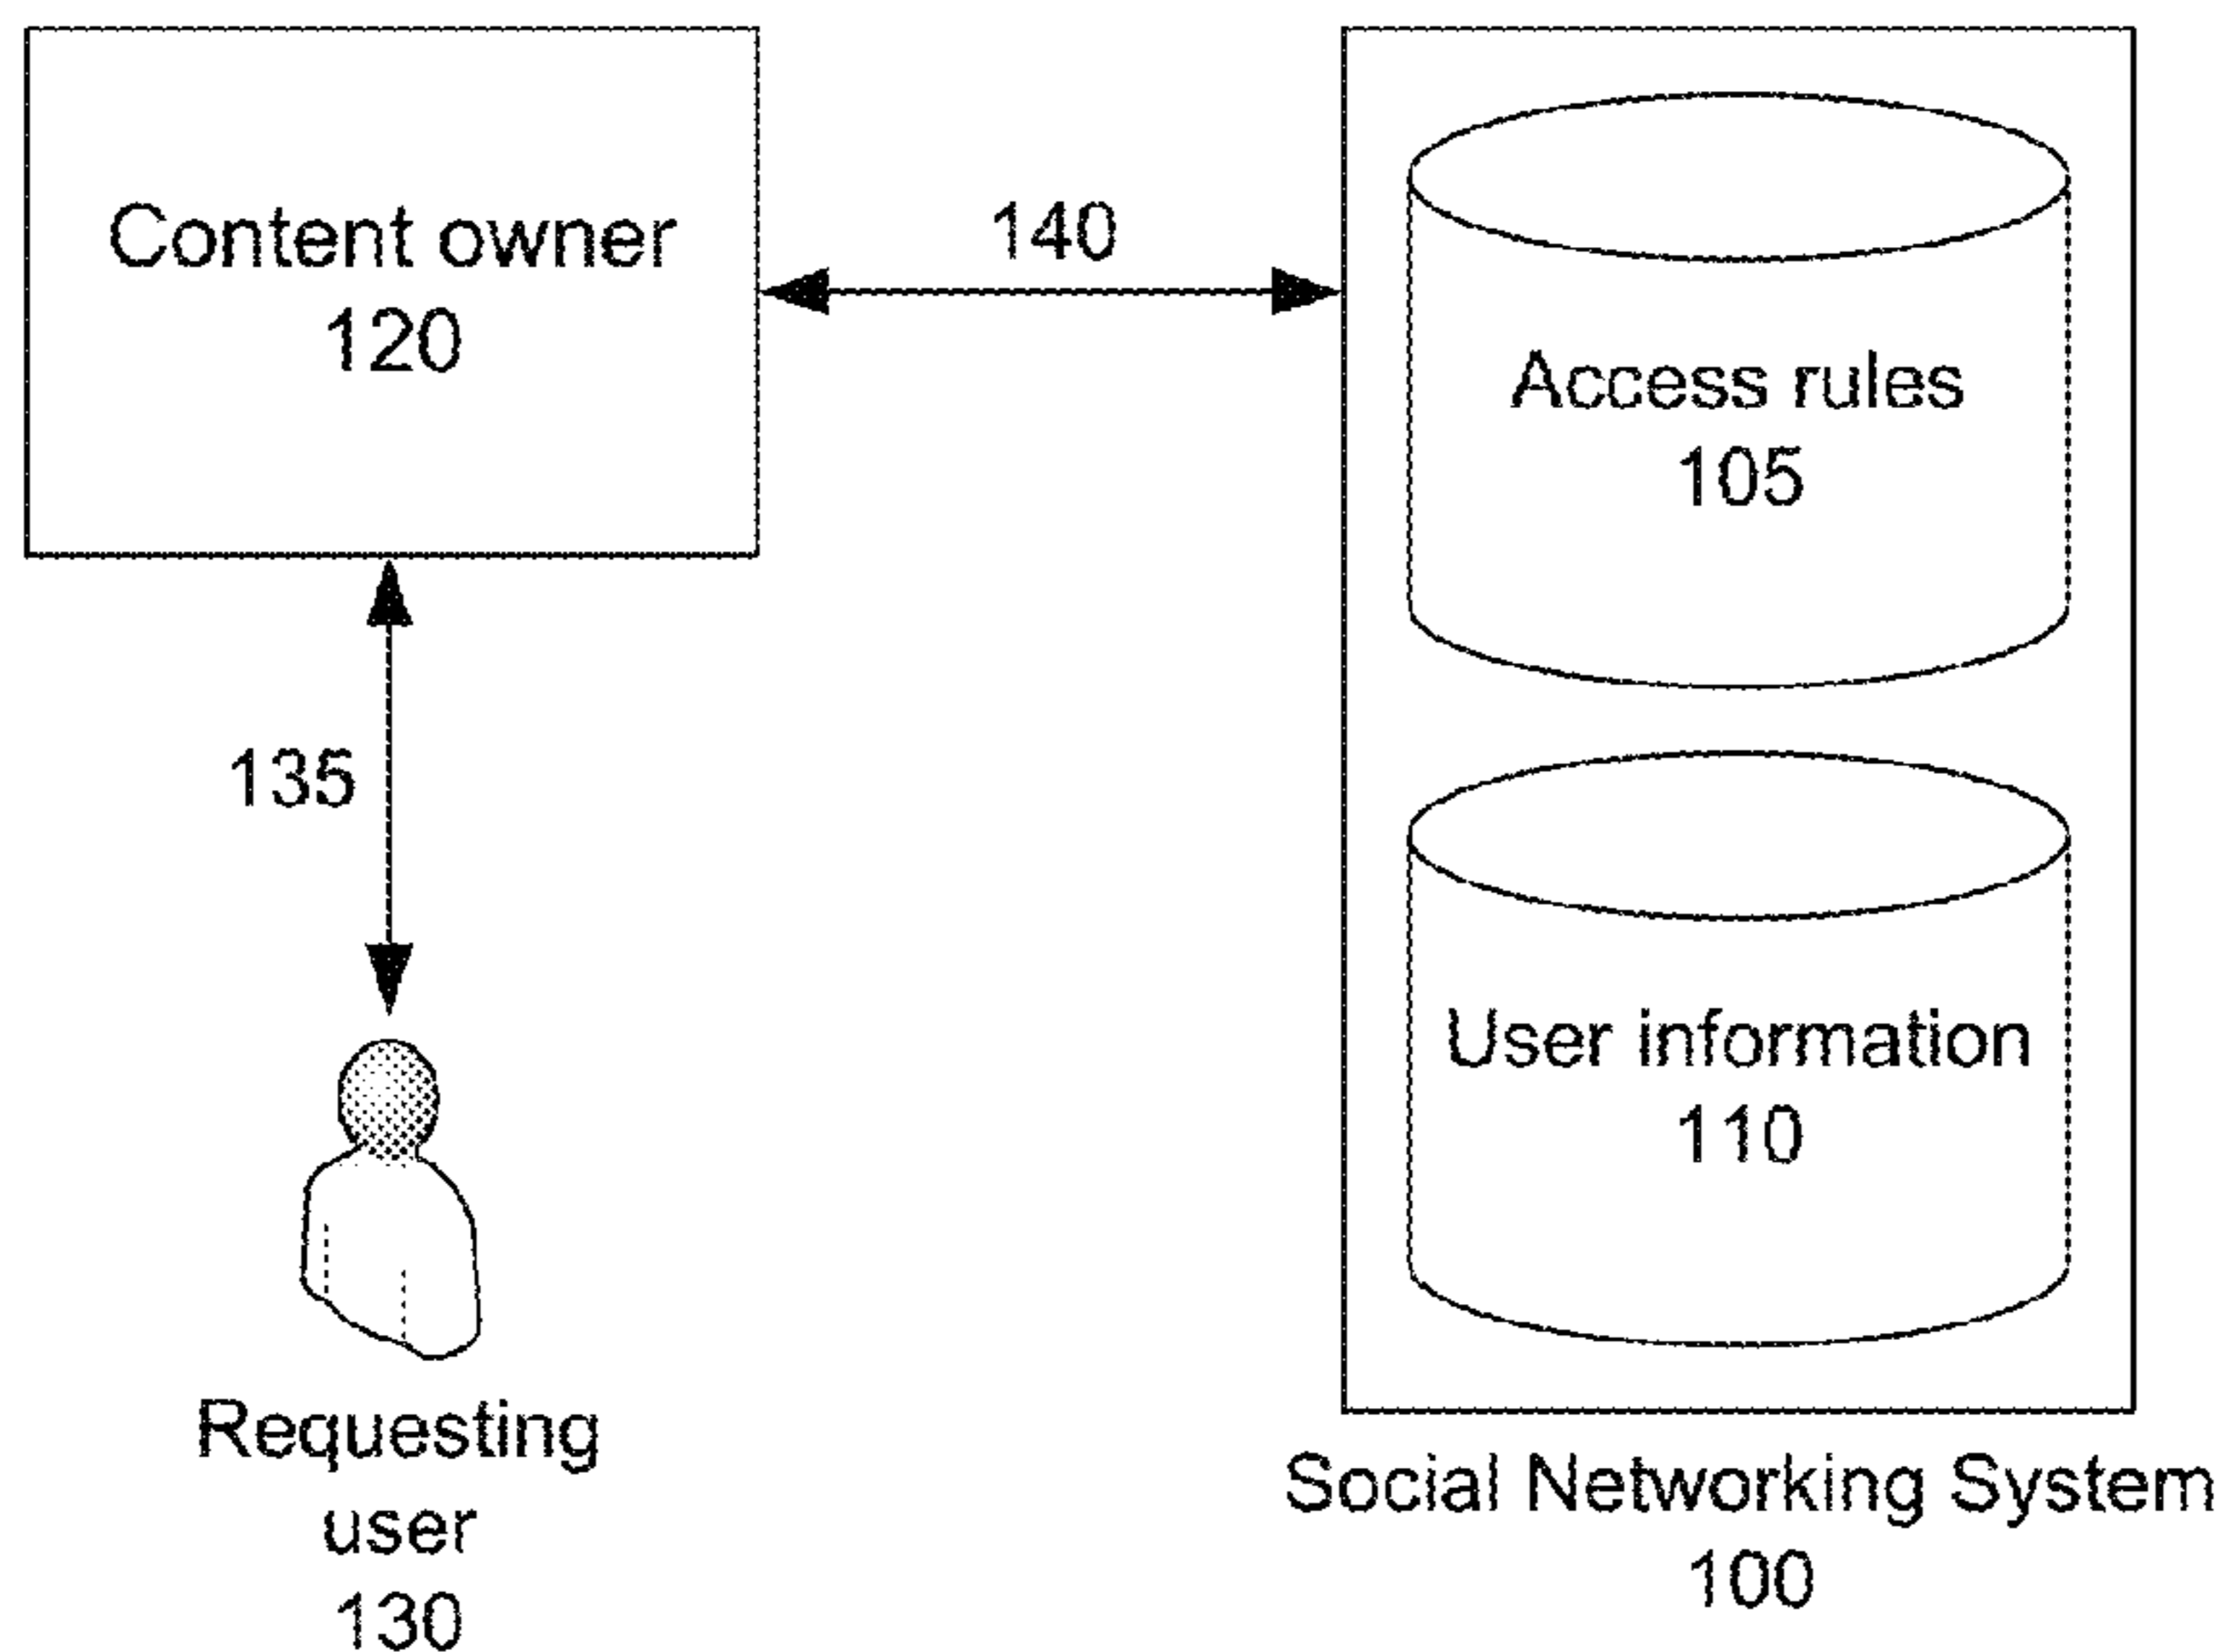 Content owner
120
140
Access rules
105
135
User information
110
Requesting
user
130
Social Networking System
100